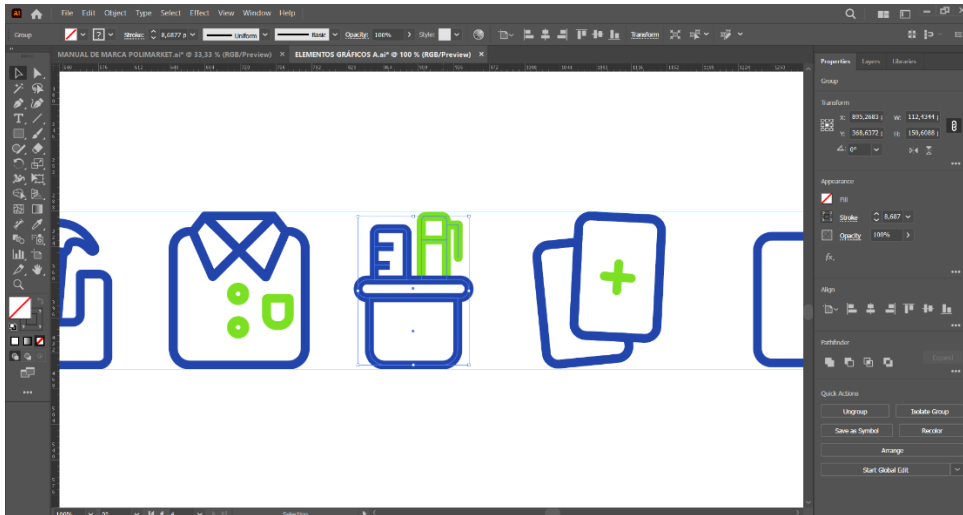 Ai File Edit Object Type Select Effect View Window Help
Group ? Stroke: 8,6877 p Uniform Basic Opacity: 100% Style: Transform
MANUAL DE MARCA POLIMARKET.ai* @ 33,33 % (RGB/Preview) × ELEMENTOS GRÁFICOS A.ai* @ 100 % (RGB/Preview) ×
Properties Layers Libraries
Group
Transform
X: 895,2683 W: 112,4344
Y: 368,6372 H: 150,6088
0°
Appearance
Fill
Stroke 8,687
Opacity 100%
fx.
Align
Pathfinder
Expand
Quick Actions
Ungroup Isolate Group
Save as Symbol Recolor
Arrange
Start Global Edit
100% Selection